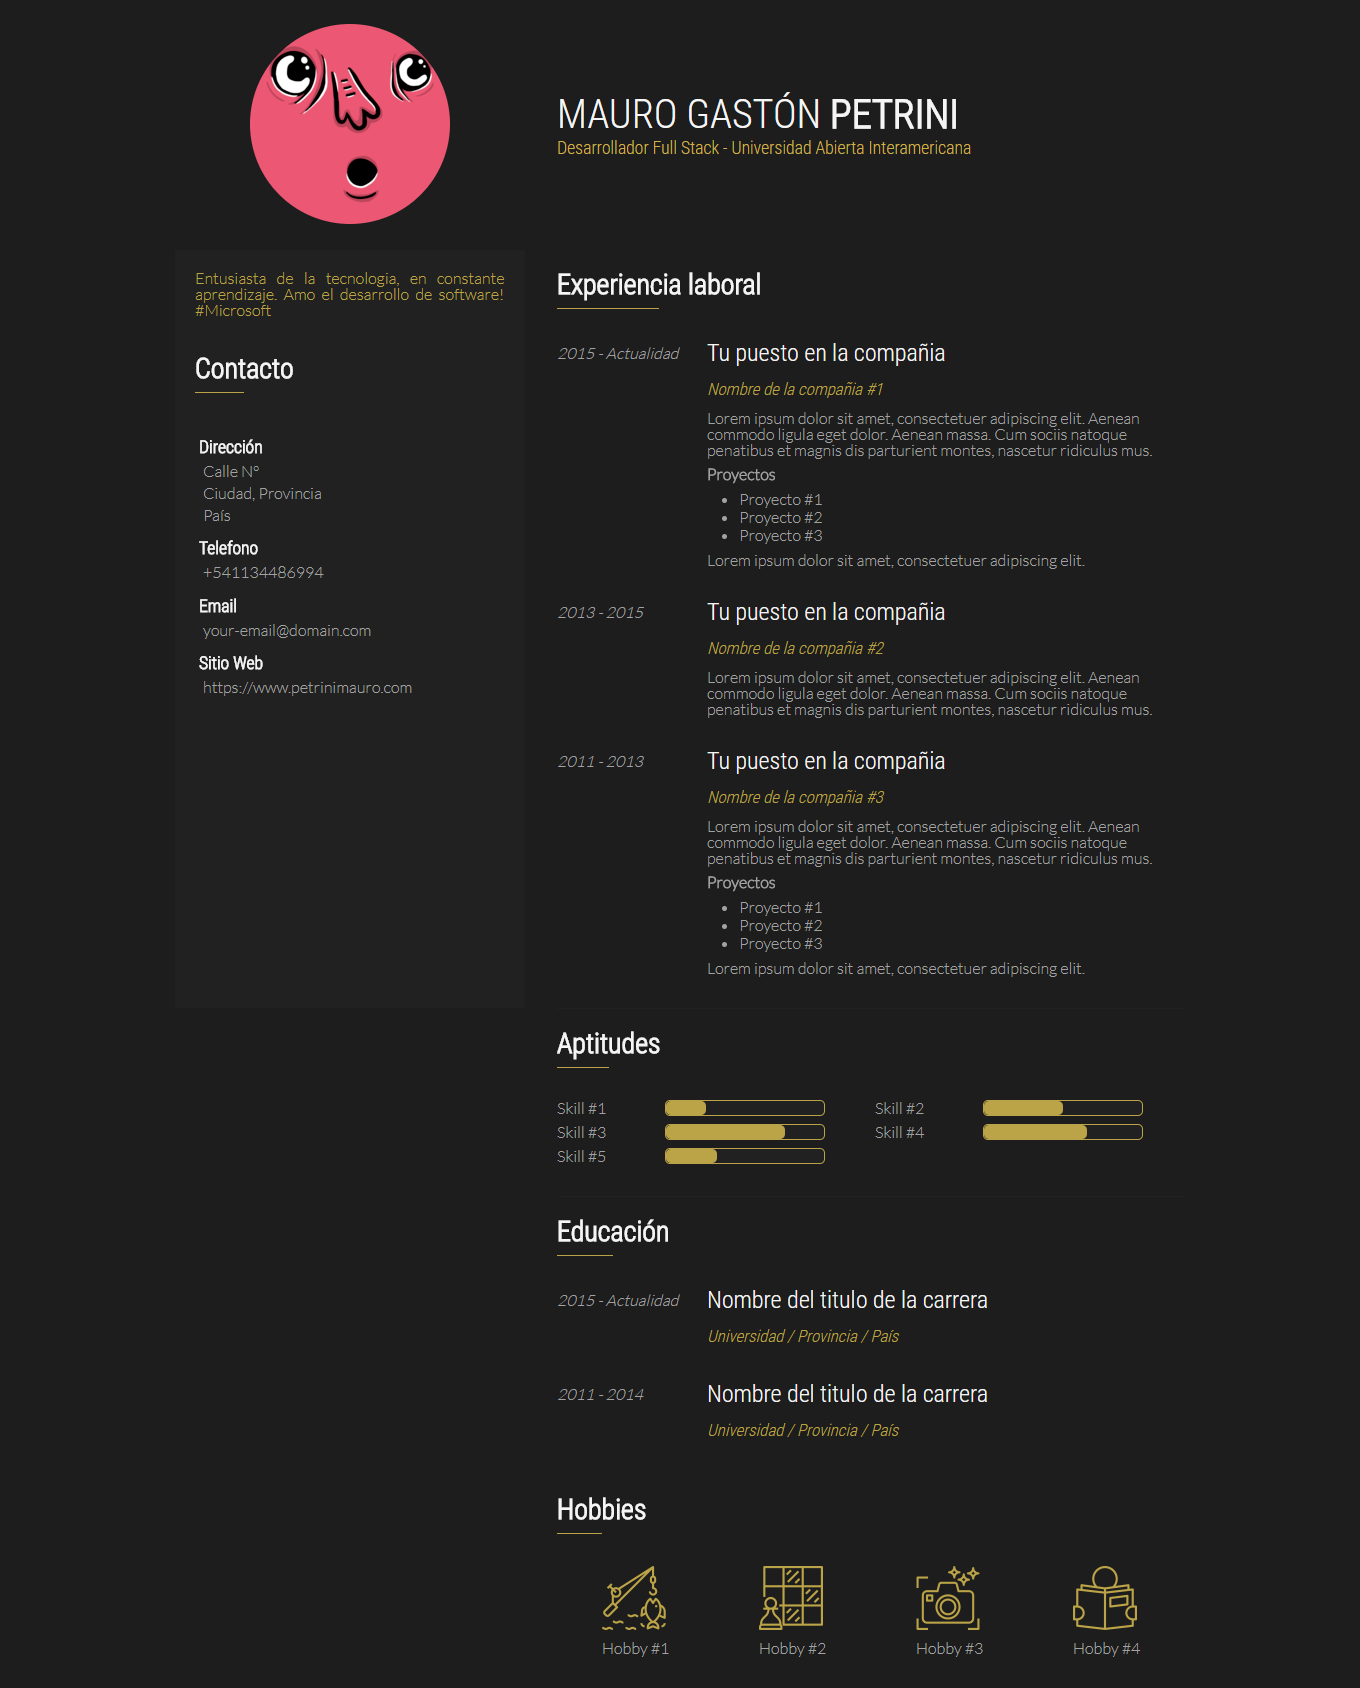 MAURO GASTÓN PETRINI
Desarrollador Full Stack - Universidad Abierta Interamericana
Entusiasta de la tecnologia, en constante
aprendizaje. Amo el desarrollo de software!
#Microsoft
Contacto
Dirección
Calle N°
Ciudad, Provincia
País
Telefono
+541134486994
Email
your-email@domain.com
Sitio Web
https://www.petrinimauro.com
Experiencia laboral
2015 - Actualidad
Tu puesto en la compañia
Nombre de la compañia #1
Lorem ipsum dolor sit amet, consectetuer adipiscing elit. Aenean
commodo ligula eget dolor. Aenean massa. Cum sociis natoque
penatibus et magnis dis parturient montes, nascetur ridiculus mus.
Proyectos
• Proyecto #1
• Proyecto #2
• Proyecto #3
Lorem ipsum dolor sit amet, consectetuer adipiscing elit.
2013 - 2015
Tu puesto en la compañia
Nombre de la compañia #2
Lorem ipsum dolor sit amet, consectetuer adipiscing elit. Aenean
commodo ligula eget dolor. Aenean massa. Cum sociis natoque
penatibus et magnis dis parturient montes, nascetur ridiculus mus.
2011 - 2013
Tu puesto en la compañia
Nombre de la compañia #3
Lorem ipsum dolor sit amet, consectetuer adipiscing elit. Aenean
commodo ligula eget dolor. Aenean massa. Cum sociis natoque
penatibus et magnis dis parturient montes, nascetur ridiculus mus.
Proyectos
• Proyecto #1
• Proyecto #2
• Proyecto #3
Lorem ipsum dolor sit amet, consectetuer adipiscing elit.
Aptitudes
Skill #1
Skill #2
Skill #3
Skill #4
Skill #5
Educación
2015 - Actualidad
Nombre del titulo de la carrera
Universidad / Provincia / País
2011 - 2014
Nombre del titulo de la carrera
Universidad / Provincia / País
Hobbies
Hobby #1
Hobby #2
Hobby #3
Hobby #4